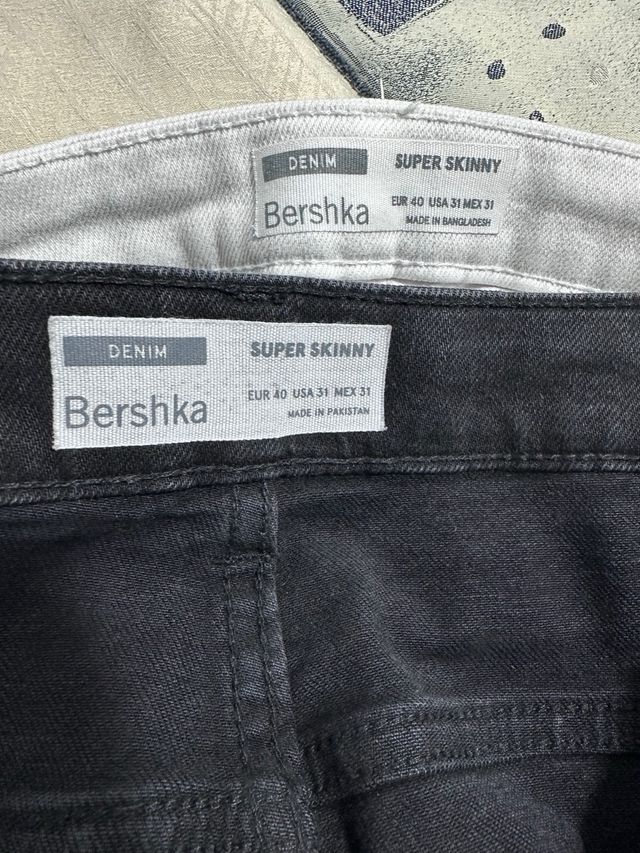 DENIM SUPER SKINNY
Bershka EUR 40 USA 31 MEX 31
MADE IN BANGLADESH
DENIM SUPER SKINNY
Bershka EUR 40 USA 31 MEX 31
MADE IN PAKISTAN